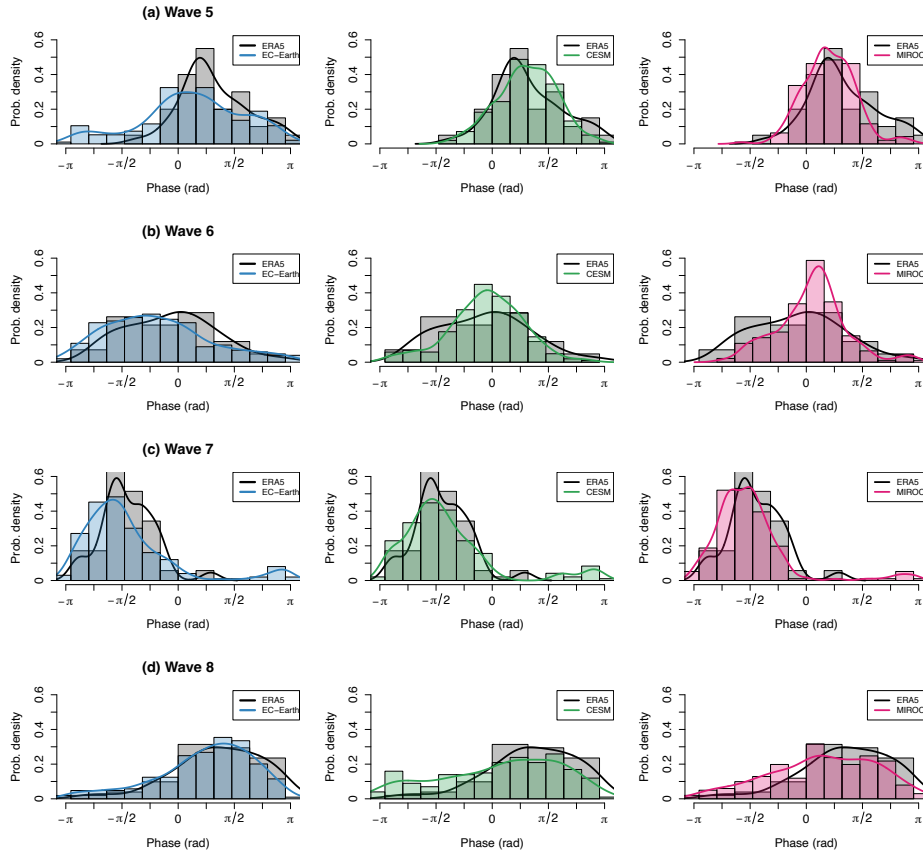 (a) Wave 5
Prob. density
0 0.2 0.4 0.6
ERA5
EC−Earth
−π −π/2 0 π/2 π
Phase (rad)
Prob. density
0 0.2 0.4 0.6
ERA5
CESM
−π −π/2 0 π/2 π
Phase (rad)
Prob. density
0 0.2 0.4 0.6
ERA5
MIROC
−π −π/2 0 π/2 π
Phase (rad)
(b) Wave 6
Prob. density
0 0.2 0.4 0.6
ERA5
EC−Earth
−π −π/2 0 π/2 π
Phase (rad)
Prob. density
0 0.2 0.4 0.6
ERA5
CESM
−π −π/2 0 π/2 π
Phase (rad)
Prob. density
0 0.2 0.4 0.6
ERA5
MIROC
−π −π/2 0 π/2 π
Phase (rad)
(c) Wave 7
Prob. density
0 0.2 0.4 0.6
ERA5
EC−Earth
−π −π/2 0 π/2 π
Phase (rad)
Prob. density
0 0.2 0.4 0.6
ERA5
CESM
−π −π/2 0 π/2 π
Phase (rad)
Prob. density
0 0.2 0.4 0.6
ERA5
MIROC
−π −π/2 0 π/2 π
Phase (rad)
(d) Wave 8
Prob. density
0 0.2 0.4 0.6
ERA5
EC−Earth
−π −π/2 0 π/2 π
Phase (rad)
Prob. density
0 0.2 0.4 0.6
ERA5
CESM
−π −π/2 0 π/2 π
Phase (rad)
Prob. density
0 0.2 0.4 0.6
ERA5
MIROC
−π −π/2 0 π/2 π
Phase (rad)